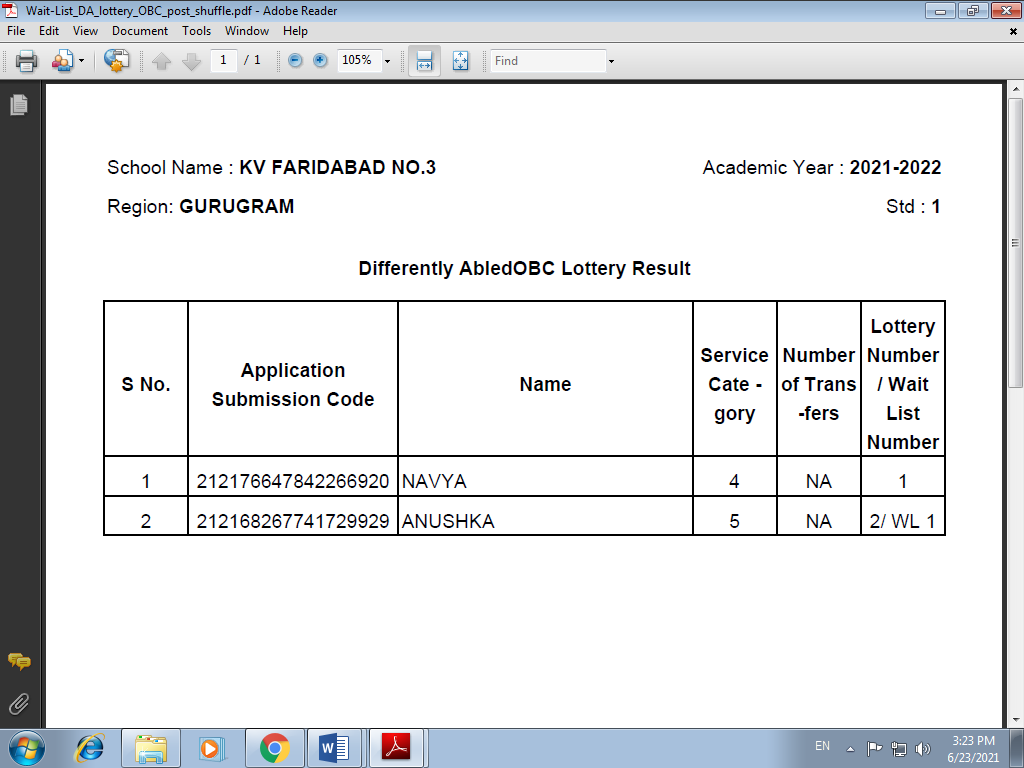 Wait-List_DA_lottery_OBC_post_shuffle.pdf - Adobe Reader
File Edit View Document Tools Window Help
1 / 1 105% Find
School Name : KV FARIDABAD NO.3 Academic Year : 2021-2022
Region: GURUGRAM Std : 1
Differently AbledOBC Lottery Result
S No. Application Submission Code Name Service Cate - gory Number of Trans -fers Lottery Number / Wait List Number
1 212176647842266920 NAVYA 4 NA 1
2 212168267741729929 ANUSHKA 5 NA 2/ WL 1
EN 3:23 PM
6/23/2021